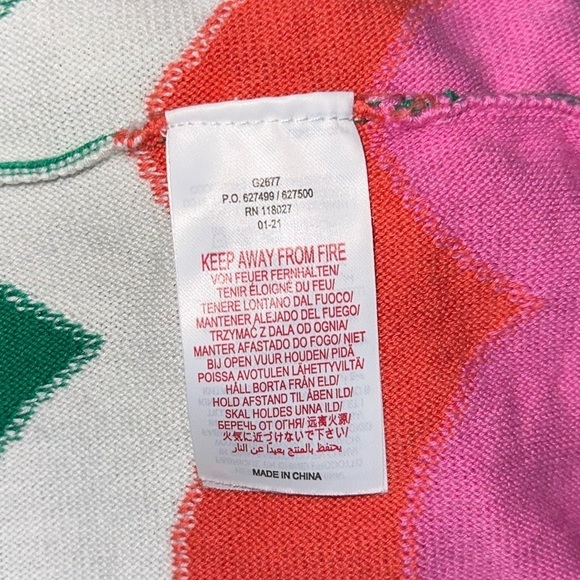 G2677
P.O. 627499 / 627500
RN 118027
01-21
KEEP AWAY FROM FIRE
VON FEUER FERNHALTEN/
TENIR ÉLOIGNÉ DU FEU/
TENERE LONTANO DAL FUOCO/
MANTENER ALEJADO DEL FUEGO/
TRZYMAĆ Z DALA OD OGNIA/
MANTER AFASTADO DO FOGO/ NIET
BIJ OPEN VUUR HOUDEN/ PIDÄ
POISSA AVOTULEN LÄHETTYVILTÄ/
HÅLL BORTA FRÅN ELD/
HOLD AFSTAND TIL ÅBEN ILD/
SKAL HOLDES UNNA ILD/
БЕРЕЧЬ ОТ ОГНЯ/ 远离火源/
火気に近づけないで下さい/
يحتفظ بالمنتج بعيدًا عن النار
MADE IN CHINA